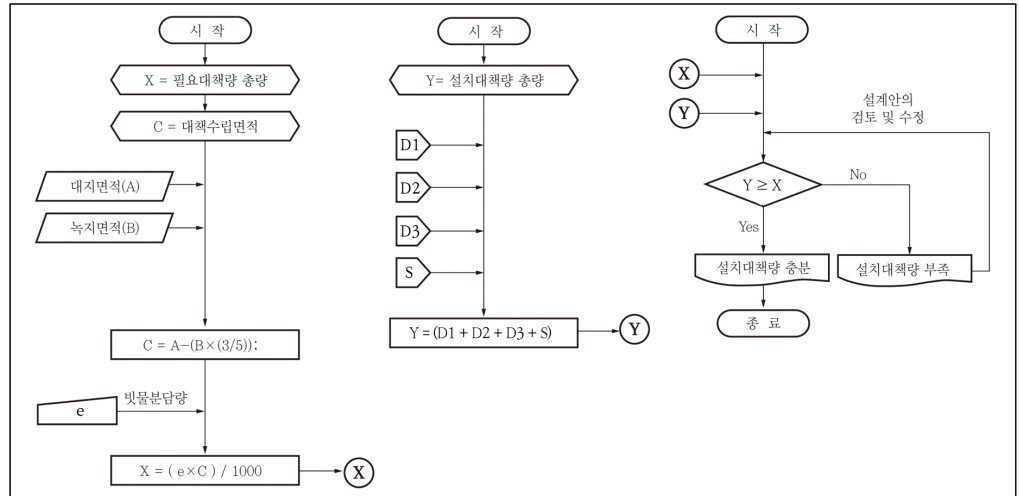 시 작
X = 필요대책량 총량
C = 대책수립면적
대지면적(A)
녹지면적(B)
C = A−(B×(3/5));
빗물분담량
e
X = ( e×C ) / 1000
X
시 작
Y= 설치대책량 총량
D1
D2
D3
S
Y = (D1 + D2 + D3 + S)
Y
시 작
X
Y
설계안의
검토 및 수정
Y ≥ X
No
Yes
설치대책량 충분
설치대책량 부족
종 료